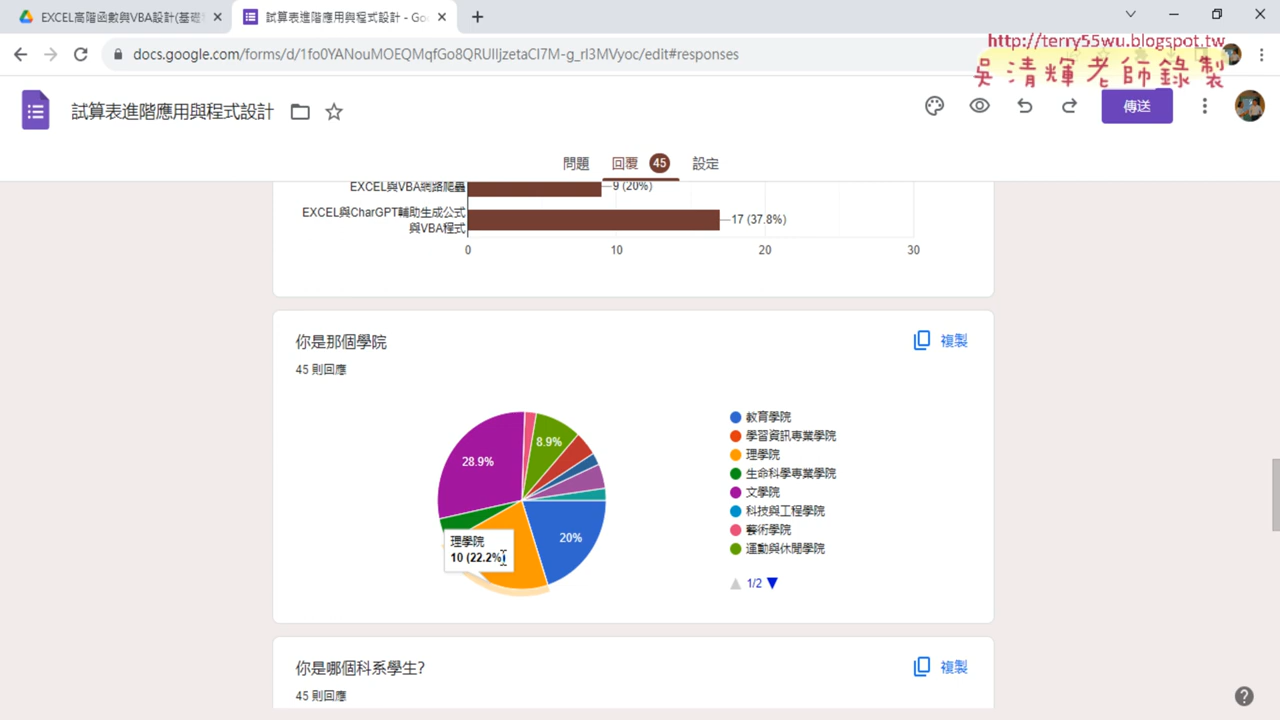 EXCEL高階函數與VBA設計(基礎
試算表進階應用與程式設計 - Goo
docs.google.com/forms/d/1fo0YANouMOEQMqfGo8QRUIIjzetaCI7M-g_rI3MVyoc/edit#responses
http://terry55wu.blogspot.tw
吳清輝老師錄製
試算表進階應用與程式設計
傳送
問題 回覆 45 設定
EXCEL與VBA網路爬蟲
9 (20%)
EXCEL與CharGPT輔助生成公式
與VBA程式
17 (37.8%)
0 10 20 30
你是那個學院
複製
45 則回應
28.9%
8.9%
20%
理學院
10 (22.2%)
教育學院
學習資訊專業學院
理學院
生命科學專業學院
文學院
科技與工程學院
藝術學院
運動與休閒學院
1/2
你是哪個科系學生?
複製
45 則回應